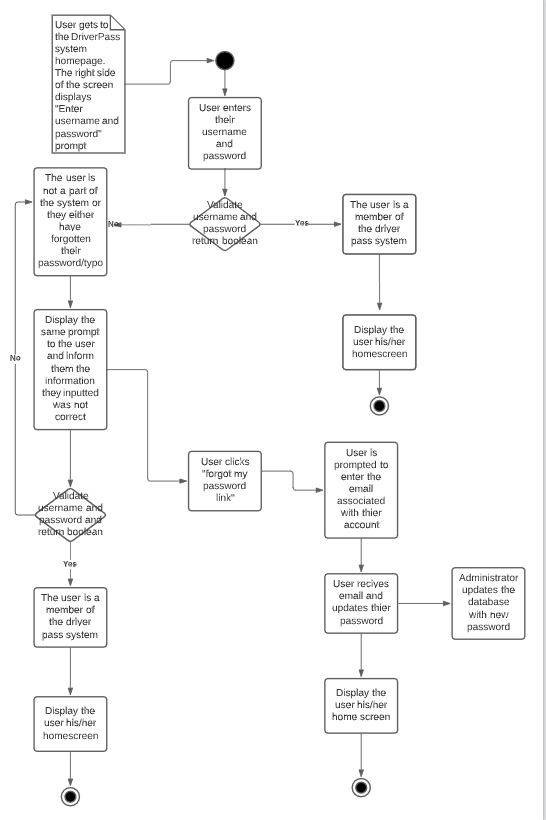 User gets to
the DriverPass
system
homepage.
The right side
of the screen
displays
"Enter
username and
password"
prompt
User enters
their
username
and
password
Validate
username and
password
return boolean
No
Yes
The user is
not a part of
the system or
they either
have
forgotten
their
password/typo
The user is a
member of
the driver
pass system
Display the
user his/her
homescreen
Display the
same prompt
to the user
and inform
them the
information
they inputted
was not
correct
No
User clicks
"forgot my
password
link"
User is
prompted to
enter the
email
associated
with thier
account
Validate
username and
password and
return boolean
Yes
User recives
email and
updates thier
password
Administrator
updates the
database
with new
password
The user is a
member of
the driver
pass system
Display the
user his/her
home screen
Display the
user his/her
homescreen